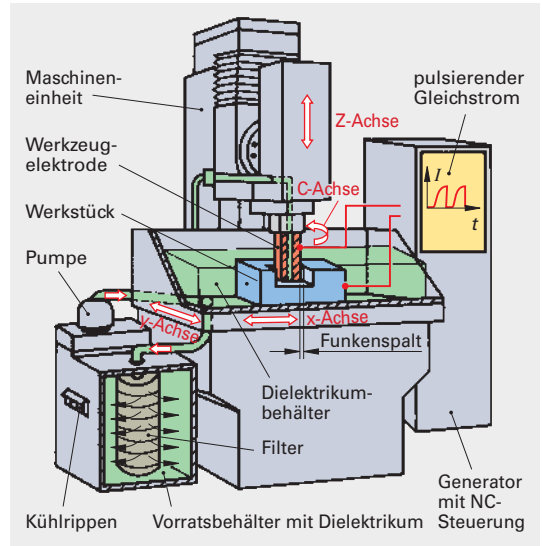 Maschinen-
einheit
Werkzeug-
elektrode
Werkstück
Pumpe
pulsierender
Gleichstrom
Z-Achse
C-Achse
I
t
y-Achse
x-Achse
Funkenspalt
Dielektrikum-
behälter
Filter
Kühlrippen
Vorratsbehälter mit Dielektrikum
Generator
mit NC-
Steuerung